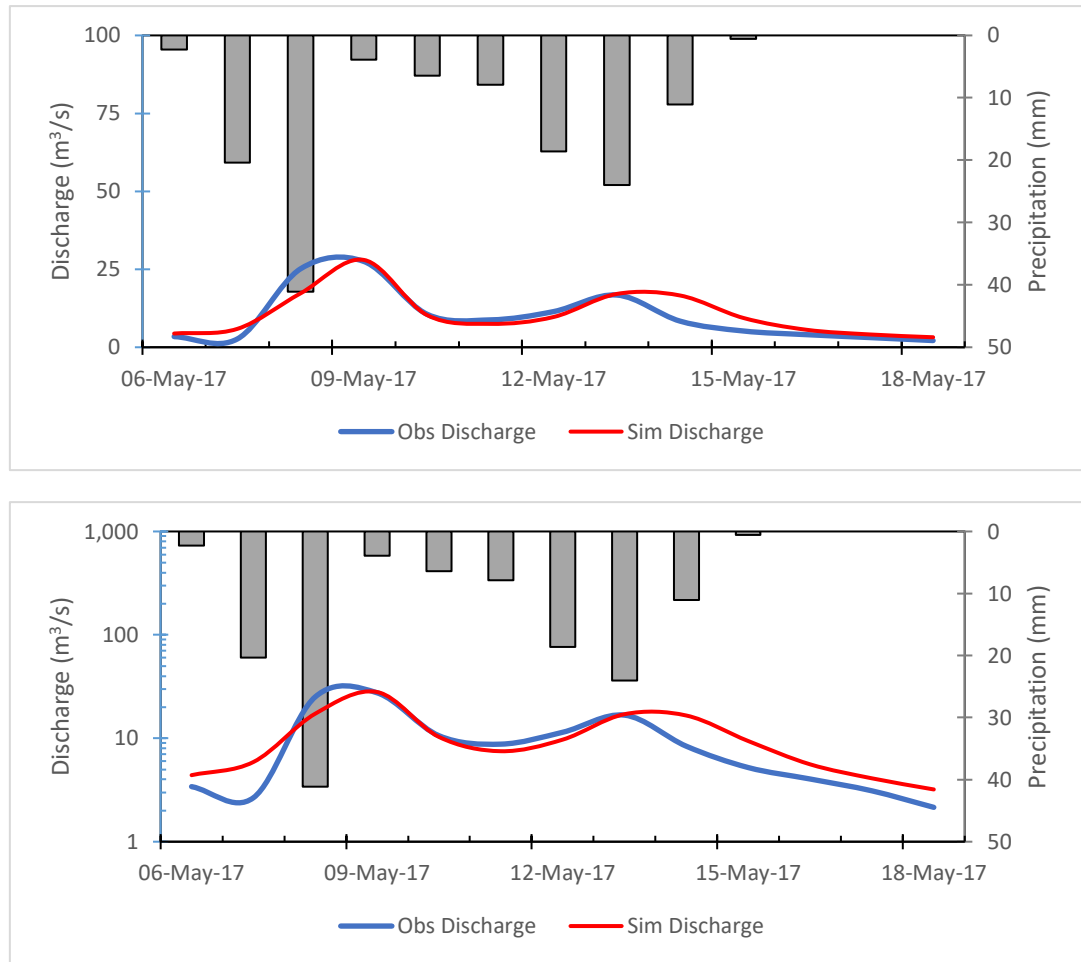 100
75
50
25
0
Discharge (m³/s)
0
10
20
30
40
50
Precipitation (mm)
06-May-17 09-May-17 12-May-17 15-May-17 18-May-17
Obs Discharge Sim Discharge
1,000
100
10
1
Discharge (m³/s)
0
10
20
30
40
50
Precipitation (mm)
06-May-17 09-May-17 12-May-17 15-May-17 18-May-17
Obs Discharge Sim Discharge